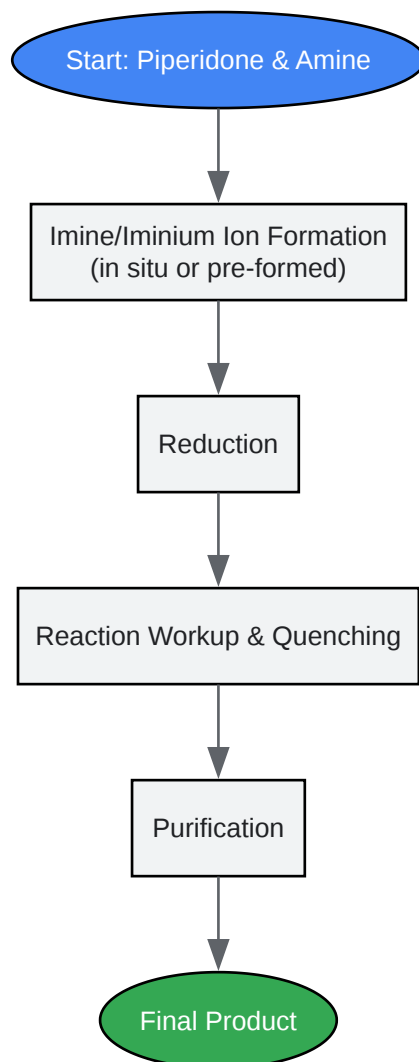 Start: Piperidone & Amine
Imine/Iminium Ion Formation
(in situ or pre-formed)
Reduction
Reaction Workup & Quenching
Purification
Final Product